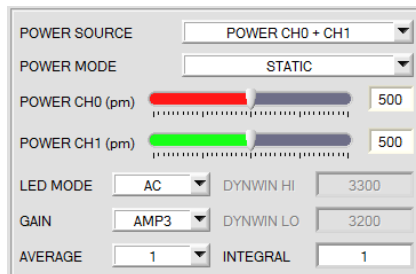 POWER SOURCE POWER CH0 + CH1
POWER MODE STATIC
POWER CH0 (pm) 500
POWER CH1 (pm) 500
LED MODE AC DYNWIN HI 3300
GAIN AMP3 DYNWIN LO 3200
AVERAGE 1 INTEGRAL 1